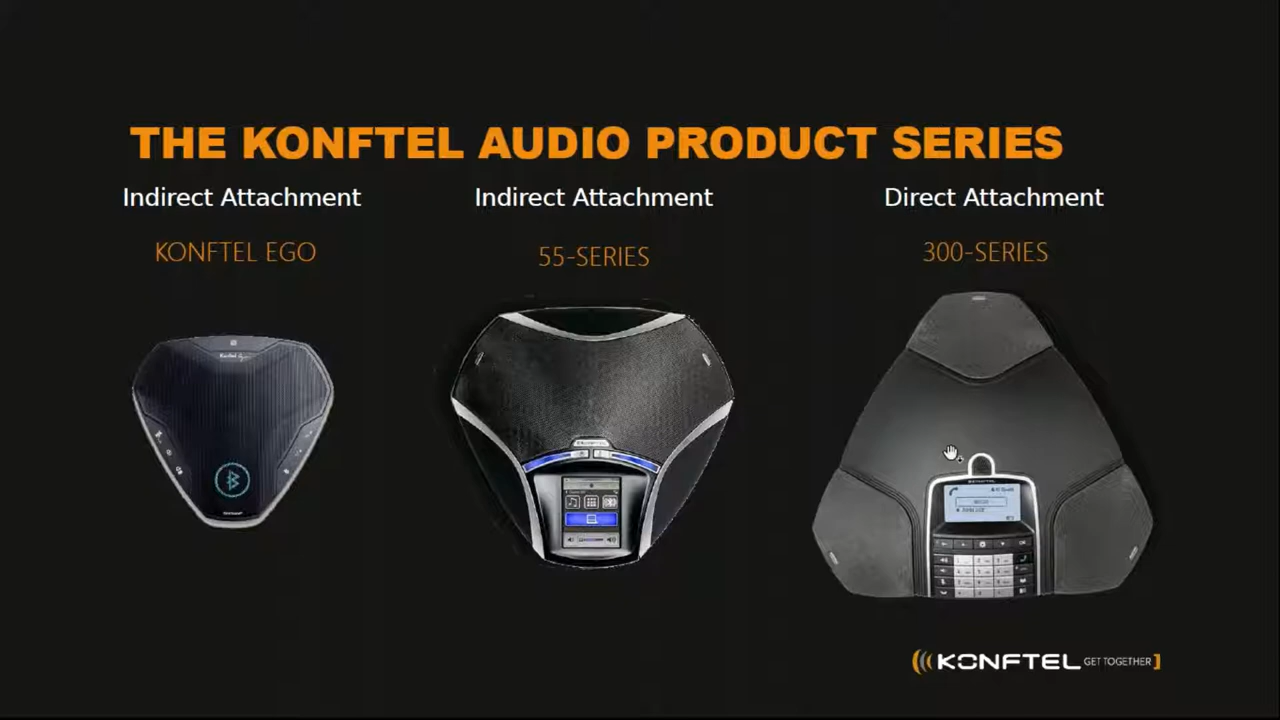 THE KONFTEL AUDIO PRODUCT SERIES
Indirect Attachment
Indirect Attachment
Direct Attachment
KONFTEL EGO
55-SERIES
300-SERIES
KONFTEL GET TOGETHER